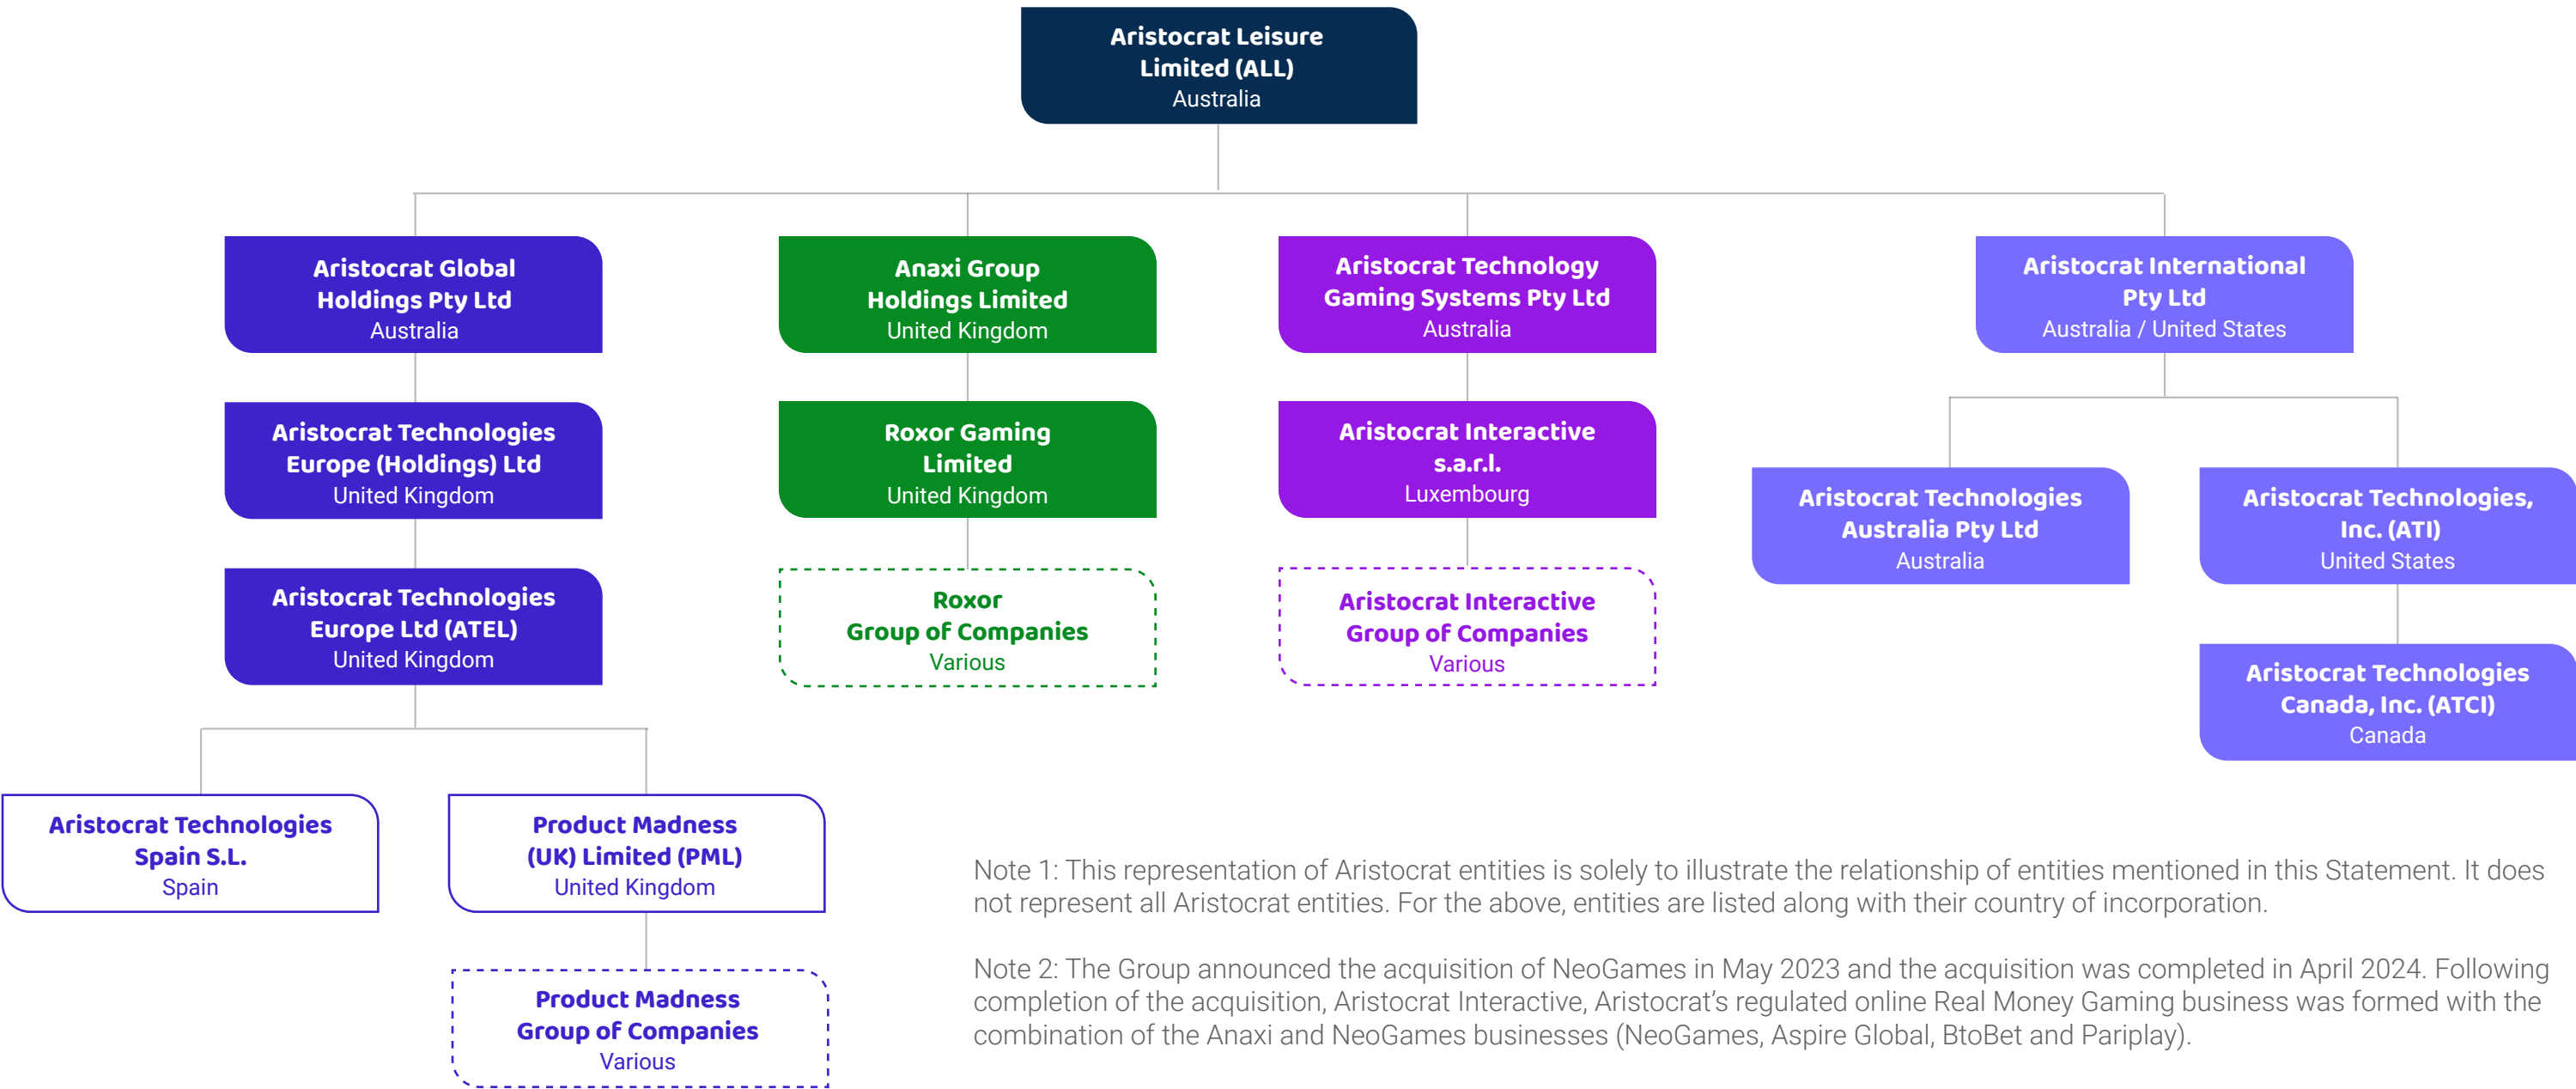 Aristocrat Leisure
Limited (ALL)
Australia
Aristocrat Global
Holdings Pty Ltd
Australia
Anaxi Group
Holdings Limited
United Kingdom
Aristocrat Technology
Gaming Systems Pty Ltd
Australia
Aristocrat International
Pty Ltd
Australia / United States
Aristocrat Technologies
Europe (Holdings) Ltd
United Kingdom
Roxor Gaming
Limited
United Kingdom
Aristocrat Interactive
s.a.r.l.
Luxembourg
Aristocrat Technologies
Australia Pty Ltd
Australia
Aristocrat Technologies,
Inc. (ATI)
United States
Aristocrat Technologies
Europe Ltd (ATEL)
United Kingdom
Roxor
Group of Companies
Various
Aristocrat Interactive
Group of Companies
Various
Aristocrat Technologies
Canada, Inc. (ATCI)
Canada
Aristocrat Technologies
Spain S.L.
Spain
Product Madness
(UK) Limited (PML)
United Kingdom
Product Madness
Group of Companies
Various
Note 1: This representation of Aristocrat entities is solely to illustrate the relationship of entities mentioned in this Statement. It does
not represent all Aristocrat entities. For the above, entities are listed along with their country of incorporation.
Note 2: The Group announced the acquisition of NeoGames in May 2023 and the acquisition was completed in April 2024. Following
completion of the acquisition, Aristocrat Interactive, Aristocrat’s regulated online Real Money Gaming business was formed with the
combination of the Anaxi and NeoGames businesses (NeoGames, Aspire Global, BtoBet and Pariplay).